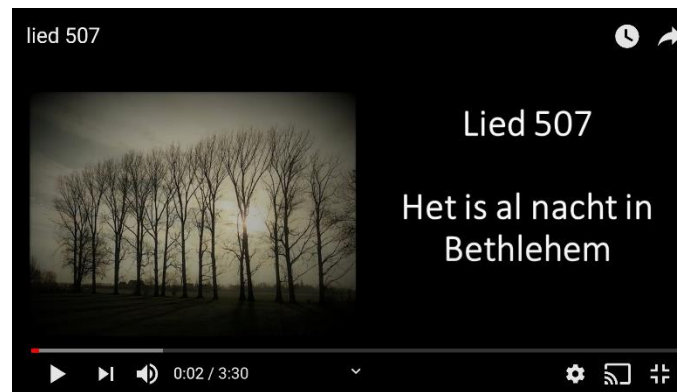 lied 507
Lied 507
Het is al nacht in
Bethlehem
0:02 / 3:30